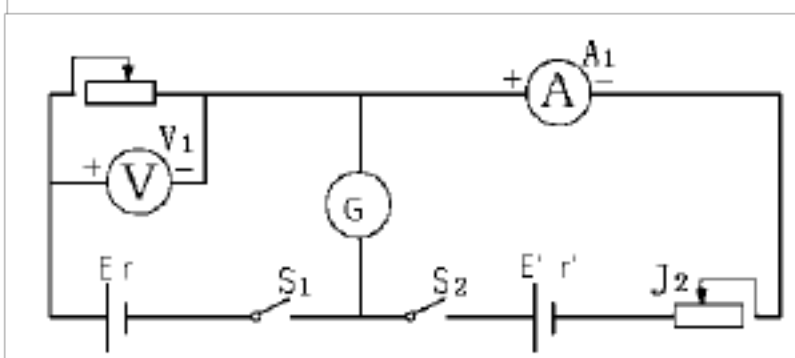 A1
+ A −
V1
+ V −
G
E r S1 S2 E' r' J2